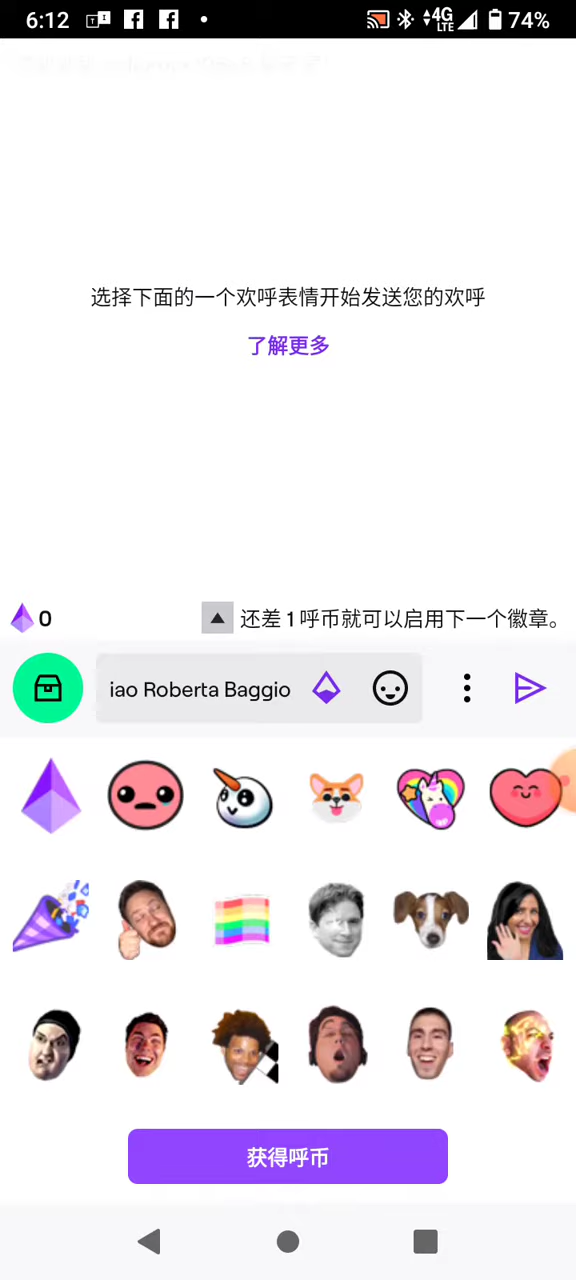 6:12
4G
LTE
74%
选择下面的一个欢呼表情开始发送您的欢呼
了解更多
0
还差 1 呼币就可以启用下一个徽章。
iao Roberta Baggio
获得呼币